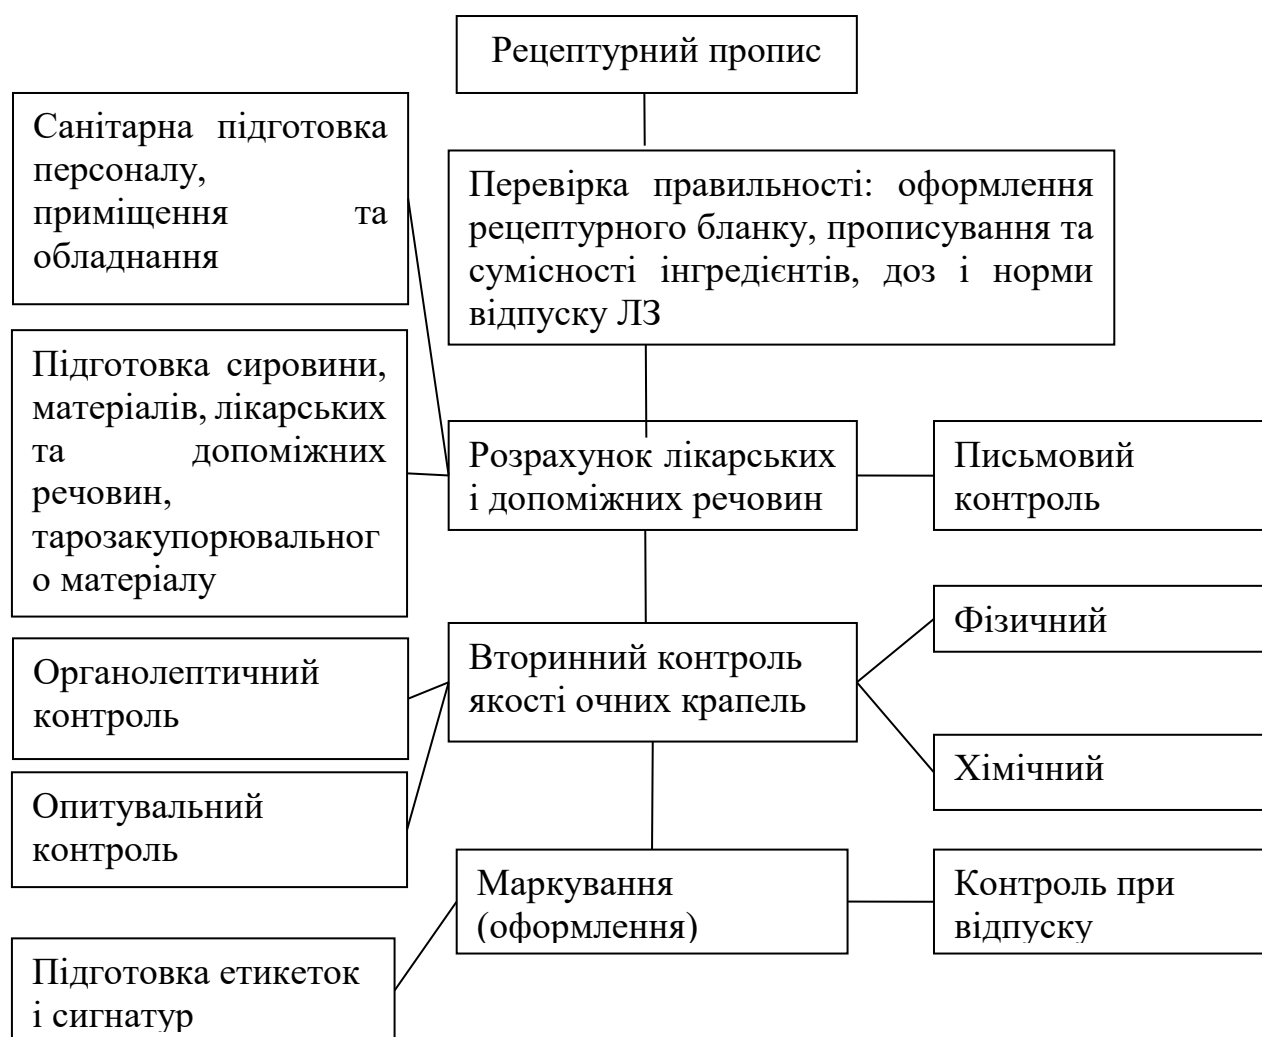 Рецептурний пропис
Санітарна підготовка
персоналу,
приміщення та
обладнання
Перевірка правильності: оформлення
рецептурного бланку, прописування та
сумісності інгредієнтів, доз і норми
відпуску ЛЗ
Підготовка сировини,
матеріалів, лікарських
та допоміжних
речовин,
тарозакупорювальног
о матеріалу
Розрахунок лікарських
і допоміжних речовин
Письмовий
контроль
Фізичний
Органолептичний
контроль
Вторинний контроль
якості очних крапель
Хімічний
Опитувальний
контроль
Маркування
(оформлення)
Контроль при
відпуску
Підготовка етикеток
і сигнатур